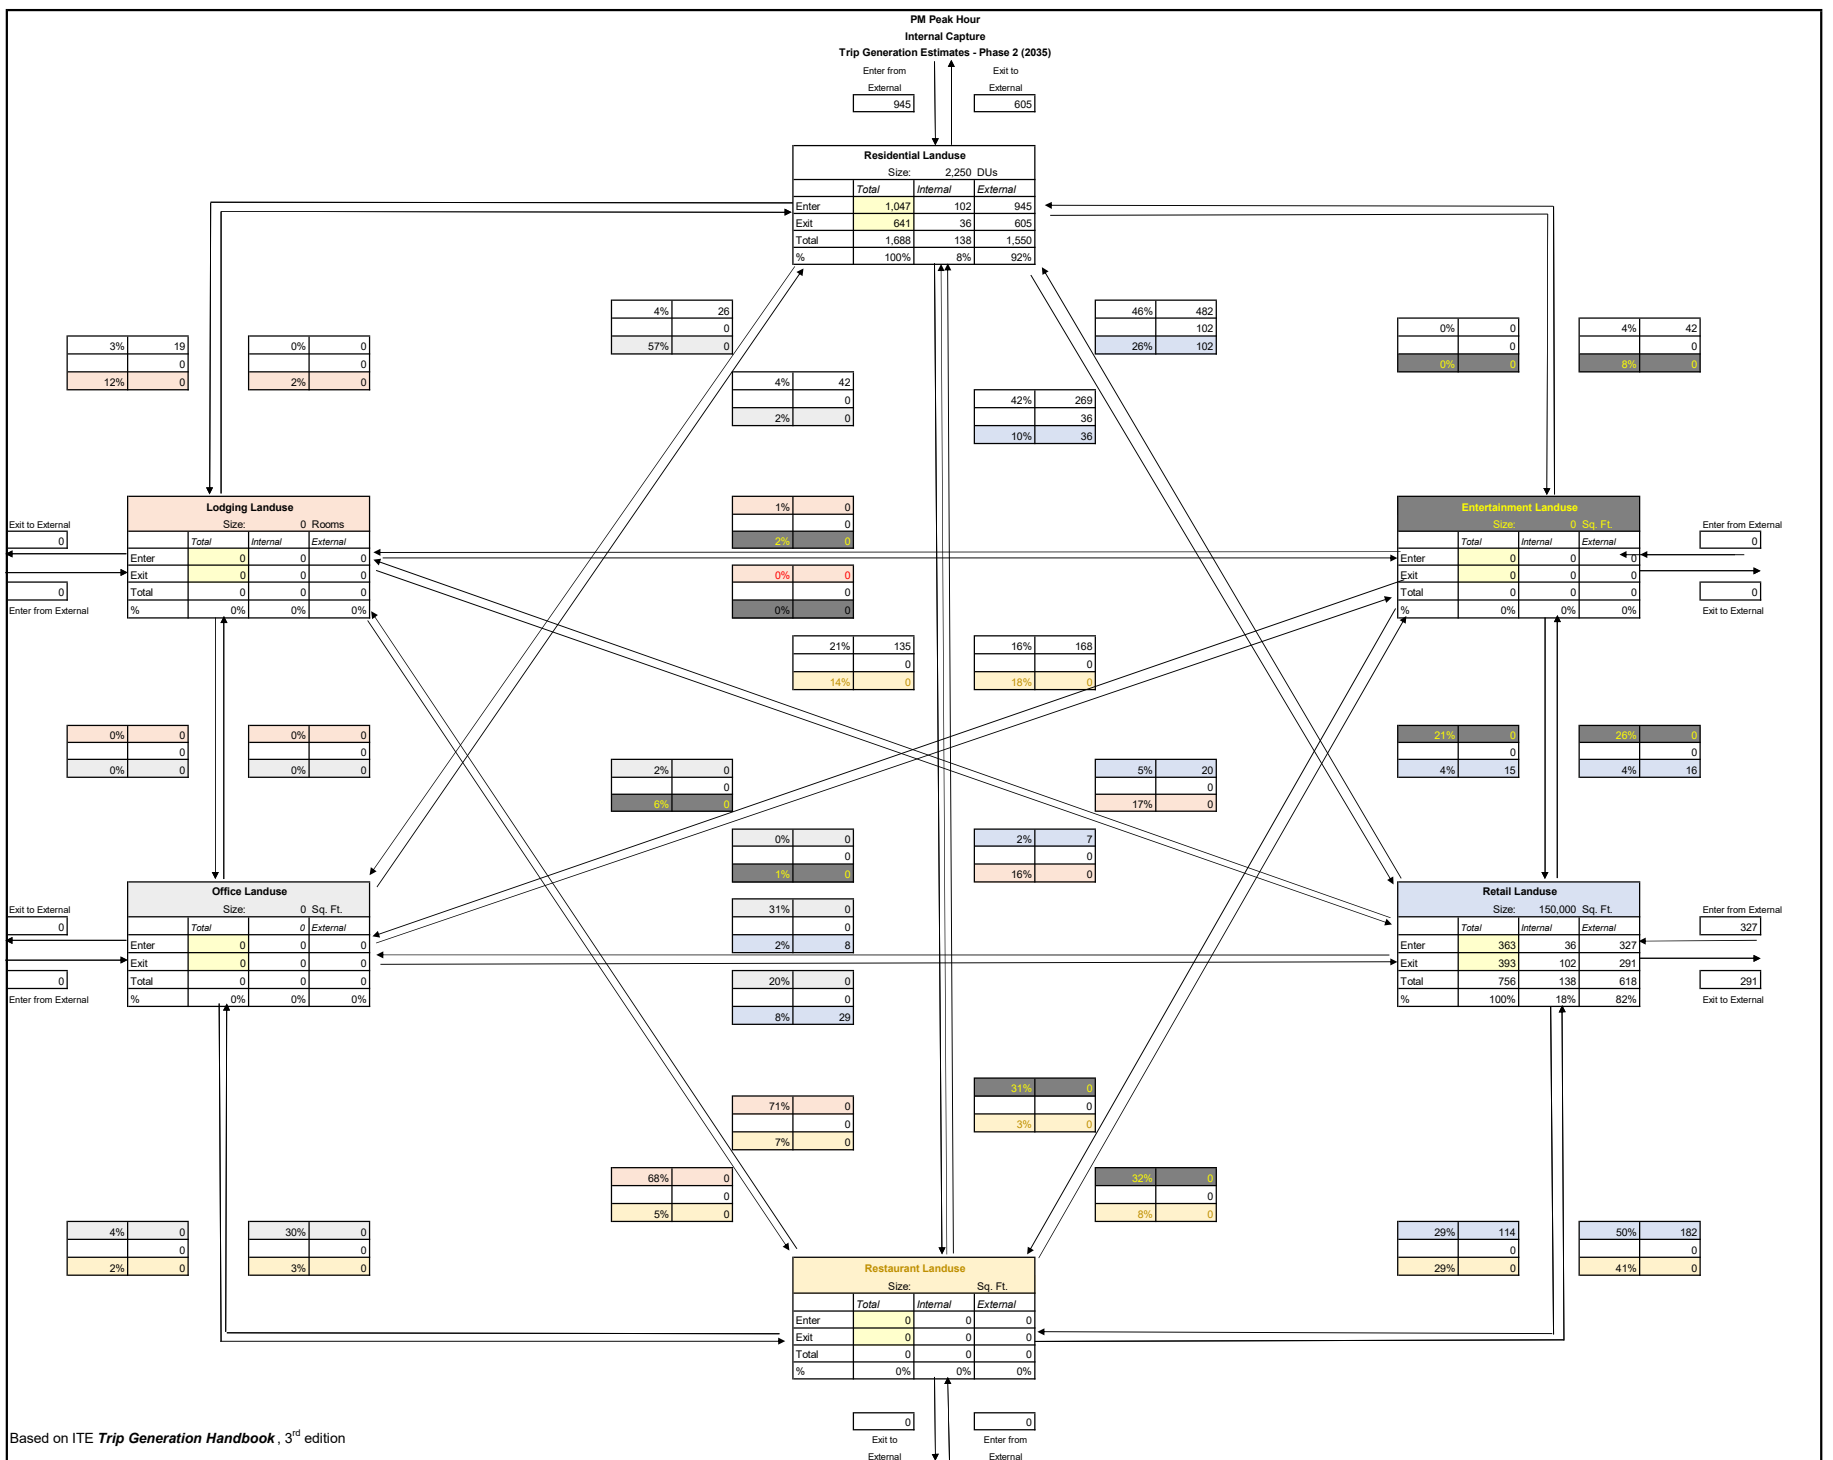 PM Peak Hour
Internal Capture
Trip Generation Estimates - Phase 2 (2035)
Enter from External
945
Exit to External
605
Residential Landuse
Size: 2,250 DUs
Total Internal External
Enter 1,047 102 945
Exit 641 36 605
Total 1,688 138 1,550
% 100% 8% 92%
3% 19
0
12% 0
0% 0
0
2% 0
4% 26
0
57% 0
4% 42
0
2% 0
46% 482
102
26% 102
42% 269
36
10% 36
0% 0
0
0% 0
4% 42
0
8% 0
Exit to External
0
0
Enter from External
Lodging Landuse
Size: 0 Rooms
Total Internal External
Enter 0 0 0
Exit 0 0 0
Total 0 0 0
% 0% 0% 0%
1% 0
0
2% 0
0% 0
0
0% 0
Entertainment Landuse
Size: 0 Sq. Ft.
Total Internal External
Enter 0 0 0
Exit 0 0 0
Total 0 0 0
% 0% 0% 0%
Enter from External
0
0
Exit to External
21% 135
0
14% 0
16% 168
0
18% 0
0% 0
0
0% 0
0% 0
0
0% 0
2% 0
0
6% 0
5% 20
0
17% 0
21% 0
0
4% 15
26% 0
0
4% 16
0% 0
0
1% 0
2% 7
0
16% 0
Exit to External
0
0
Enter from External
Office Landuse
Size: 0 Sq. Ft.
Total 0 External
Enter 0 0 0
Exit 0 0 0
Total 0 0 0
% 0% 0% 0%
31% 0
0
2% 8
20% 0
0
8% 29
Retail Landuse
Size: 150,000 Sq. Ft.
Total Internal External
Enter 363 36 327
Exit 393 102 291
Total 756 138 618
% 100% 18% 82%
Enter from External
327
291
Exit to External
71% 0
0
7% 0
31% 0
0
3% 0
68% 0
0
5% 0
32% 0
0
8% 0
4% 0
0
2% 0
30% 0
0
3% 0
29% 114
0
29% 0
50% 182
0
41% 0
Restaurant Landuse
Size: Sq. Ft.
Total Internal External
Enter 0 0 0
Exit 0 0 0
Total 0 0 0
% 0% 0% 0%
0
Exit to External
0
Enter from External
Based on ITE Trip Generation Handbook, 3rd edition